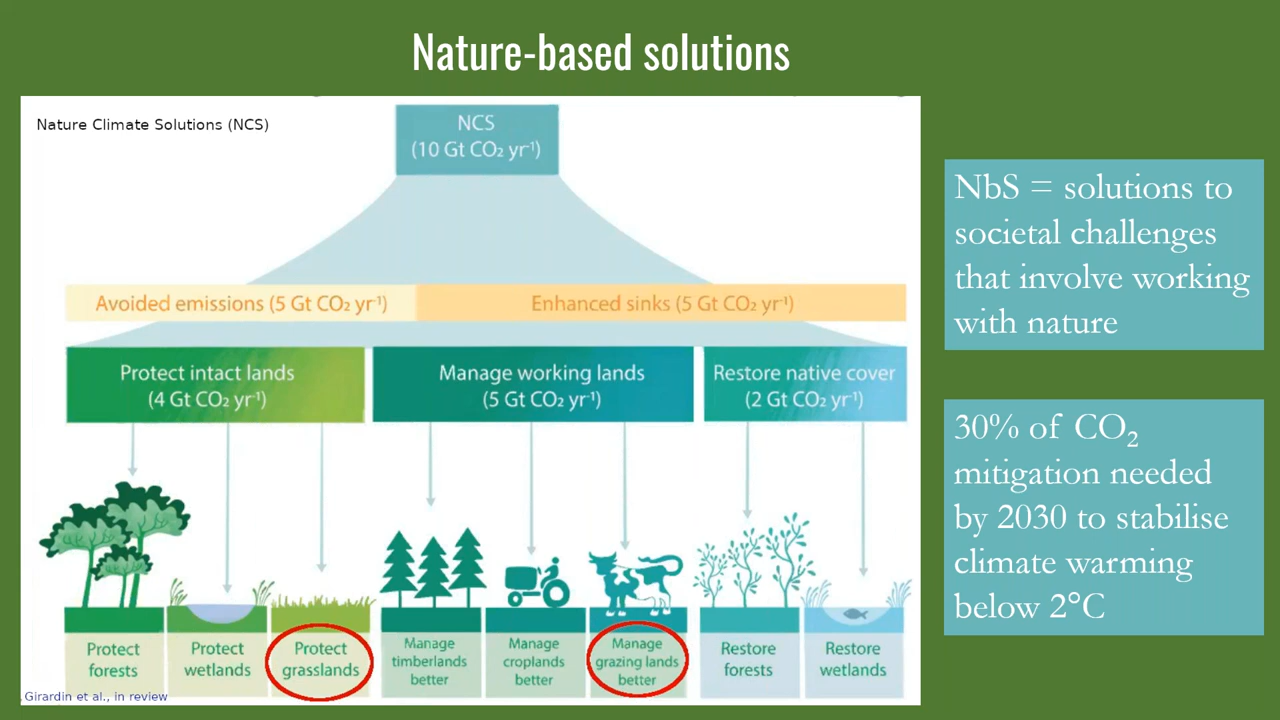 Nature-based solutions
Nature Climate Solutions (NCS)
NCS
(10 Gt CO₂ yr⁻¹)
Avoided emissions (5 Gt CO₂ yr⁻¹)
Enhanced sinks (5 Gt CO₂ yr⁻¹)
Protect intact lands
(4 Gt CO₂ yr⁻¹)
Manage working lands
(5 Gt CO₂ yr⁻¹)
Restore native cover
(2 Gt CO₂ yr⁻¹)
Protect
forests
Protect
wetlands
Protect
grasslands
Manage
timberlands
better
Manage
croplands
better
Manage
grazing lands
better
Restore
forests
Restore
wetlands
Girardin et al., in review
NbS = solutions to
societal challenges
that involve working
with nature
30% of CO₂
mitigation needed
by 2030 to stabilise
climate warming
below 2°C